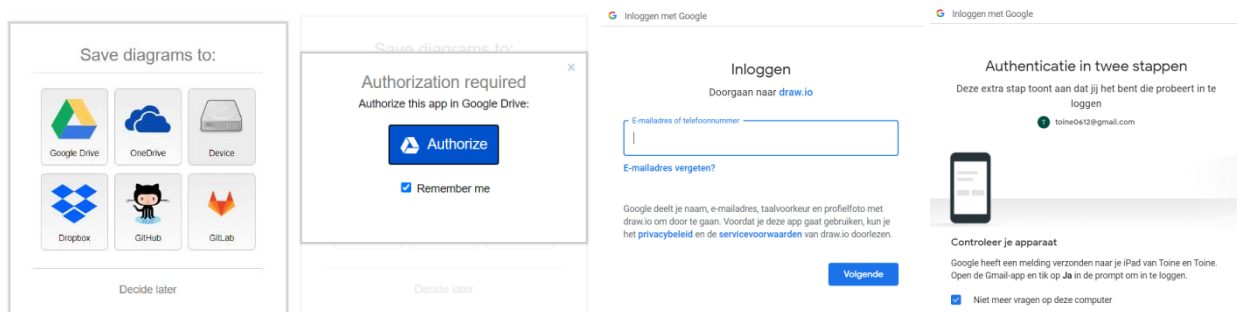 Save diagrams to:
Google Drive
OneDrive
Device
Dropbox
GitHub
GitLab
Decide later
Save diagrams to:
×
Authorization required
Authorize this app in Google Drive:
Authorize
Remember me
Decide later
G Inloggen met Google
Inloggen
Doorgaan naar draw.io
E-mailadres of telefoonnummer
E-mailadres vergeten?
Google deelt je naam, e-mailadres, taalvoorkeur en profielfoto met
draw.io om door te gaan. Voordat je deze app gaat gebruiken, kun je
het privacybeleid en de servicevoorwaarden van draw.io doorlezen.
Volgende
G Inloggen met Google
Authenticatie in twee stappen
Deze extra stap toont aan dat jij het bent die probeert in te
loggen
T toine0612@gmail.com
Controleer je apparaat
Google heeft een melding verzonden naar je iPad van Toine en Toine.
Open de Gmail-app en tik op Ja in de prompt om in te loggen.
Niet meer vragen op deze computer